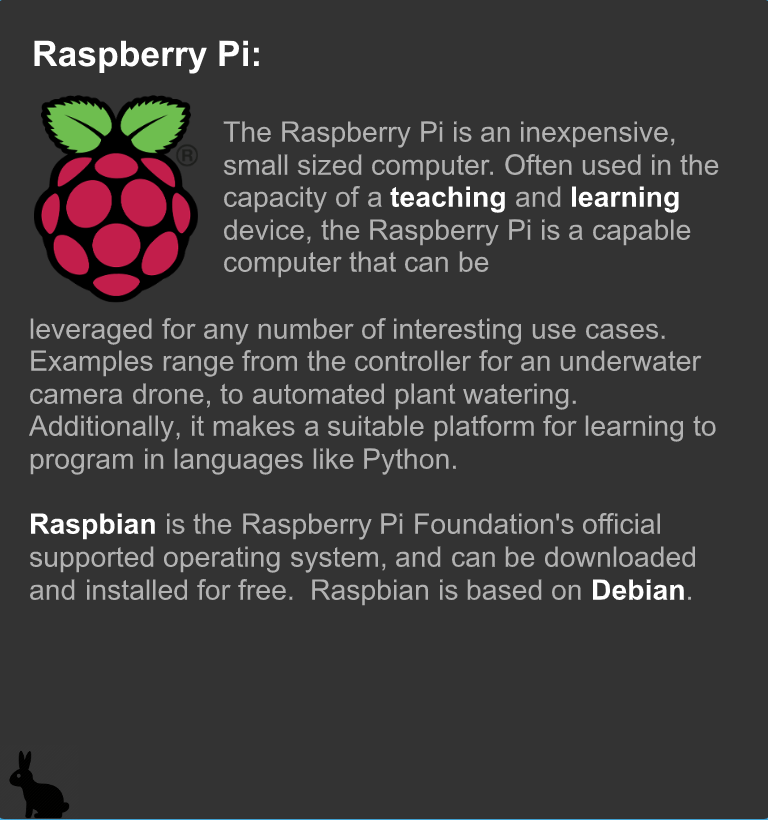 Raspberry Pi:
®
The Raspberry Pi is an inexpensive,
small sized computer. Often used in the
capacity of a teaching and learning
device, the Raspberry Pi is a capable
computer that can be
leveraged for any number of interesting use cases.
Examples range from the controller for an underwater
camera drone, to automated plant watering.
Additionally, it makes a suitable platform for learning to
program in languages like Python.
Raspbian is the Raspberry Pi Foundation's official
supported operating system, and can be downloaded
and installed for free.  Raspbian is based on Debian.